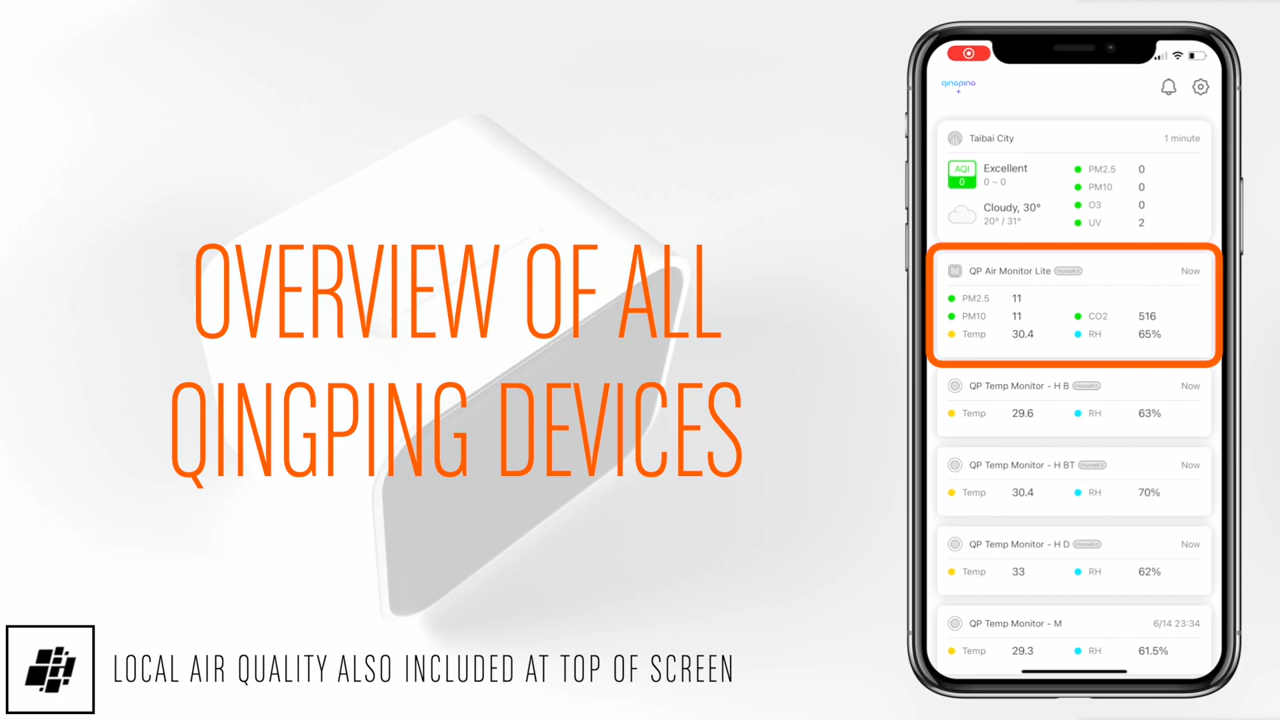 OVERVIEW OF ALL
QINGPING DEVICES
LOCAL AIR QUALITY ALSO INCLUDED AT TOP OF SCREEN
qingping
+
Taibai City 1 minute
AQI Excellent PM2.5 0
0 0 ~ 0 PM10 0
Cloudy, 30° O3 0
20° / 31° UV 2
QP Air Monitor Lite HomeKit Now
PM2.5 11
PM10 11 CO2 516
Temp 30.4 RH 65%
QP Temp Monitor - H B HomeKit Now
Temp 29.6 RH 63%
QP Temp Monitor - H BT HomeKit Now
Temp 30.4 RH 70%
QP Temp Monitor - H D HomeKit Now
Temp 33 RH 62%
QP Temp Monitor - M 6/14 23:34
Temp 29.3 RH 61.5%